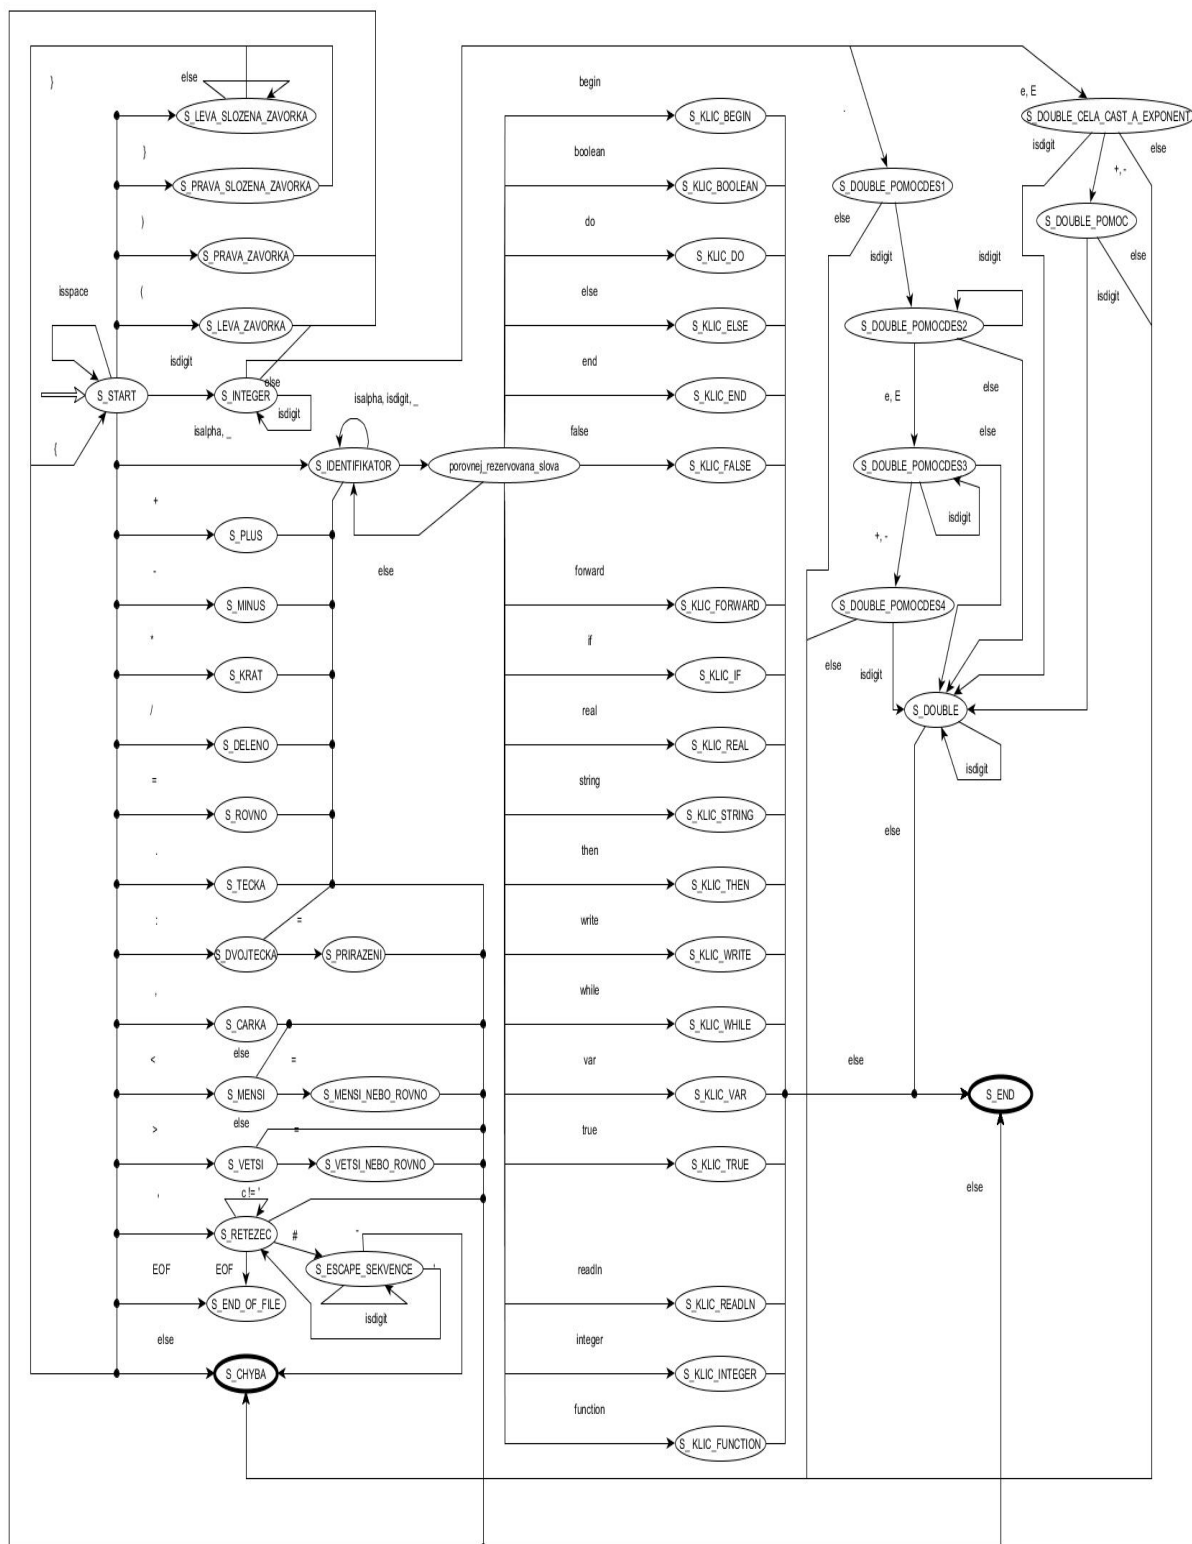 begin
}
else
e, E
S_LEVA_SLOZENA_ZAVORKA
S_KLIC_BEGIN
.
S_DOUBLE_CELA_CAST_A_EXPONENT
isdigit
else
}
boolean
+, -
S_PRAVA_SLOZENA_ZAVORKA
S_KLIC_BOOLEAN
S_DOUBLE_POMOCDES1
)
do
else
S_DOUBLE_POMOC
S_PRAVA_ZAVORKA
S_KLIC_DO
isdigit
isdigit
else
isspace
(
else
isdigit
S_LEVA_ZAVORKA
S_KLIC_ELSE
S_DOUBLE_POMOCDES2
isdigit
end
else
else
S_START
S_INTEGER
S_KLIC_END
e, E
isdigit
isalpha, isdigit, _
isalpha, _
false
else
{
S_IDENTIFIKATOR
porovnej_rezervovana_slova
S_KLIC_FALSE
S_DOUBLE_POMOCDES3
+
isdigit
S_PLUS
+, -
-
else
forward
S_MINUS
S_KLIC_FORWARD
S_DOUBLE_POMOCDES4
*
if
else
isdigit
S_KRAT
S_KLIC_IF
/
real
S_DOUBLE
S_DELENO
S_KLIC_REAL
=
string
isdigit
S_ROVNO
S_KLIC_STRING
else
.
then
S_TECKA
S_KLIC_THEN
:
=
write
S_DVOJTECKA
S_PRIRAZENI
S_KLIC_WRITE
,
while
S_CARKA
S_KLIC_WHILE
<
else
=
var
else
S_MENSI
S_MENSI_NEBO_ROVNO
S_KLIC_VAR
S_END
>
else
=
true
S_VETSI
S_VETSI_NEBO_ROVNO
S_KLIC_TRUE
else
'
c != '
S_RETEZEC
#
-
EOF
EOF
S_ESCAPE_SEKVENCE
'
readln
S_END_OF_FILE
isdigit
S_KLIC_READLN
else
integer
S_CHYBA
S_KLIC_INTEGER
function
S_KLIC_FUNCTION